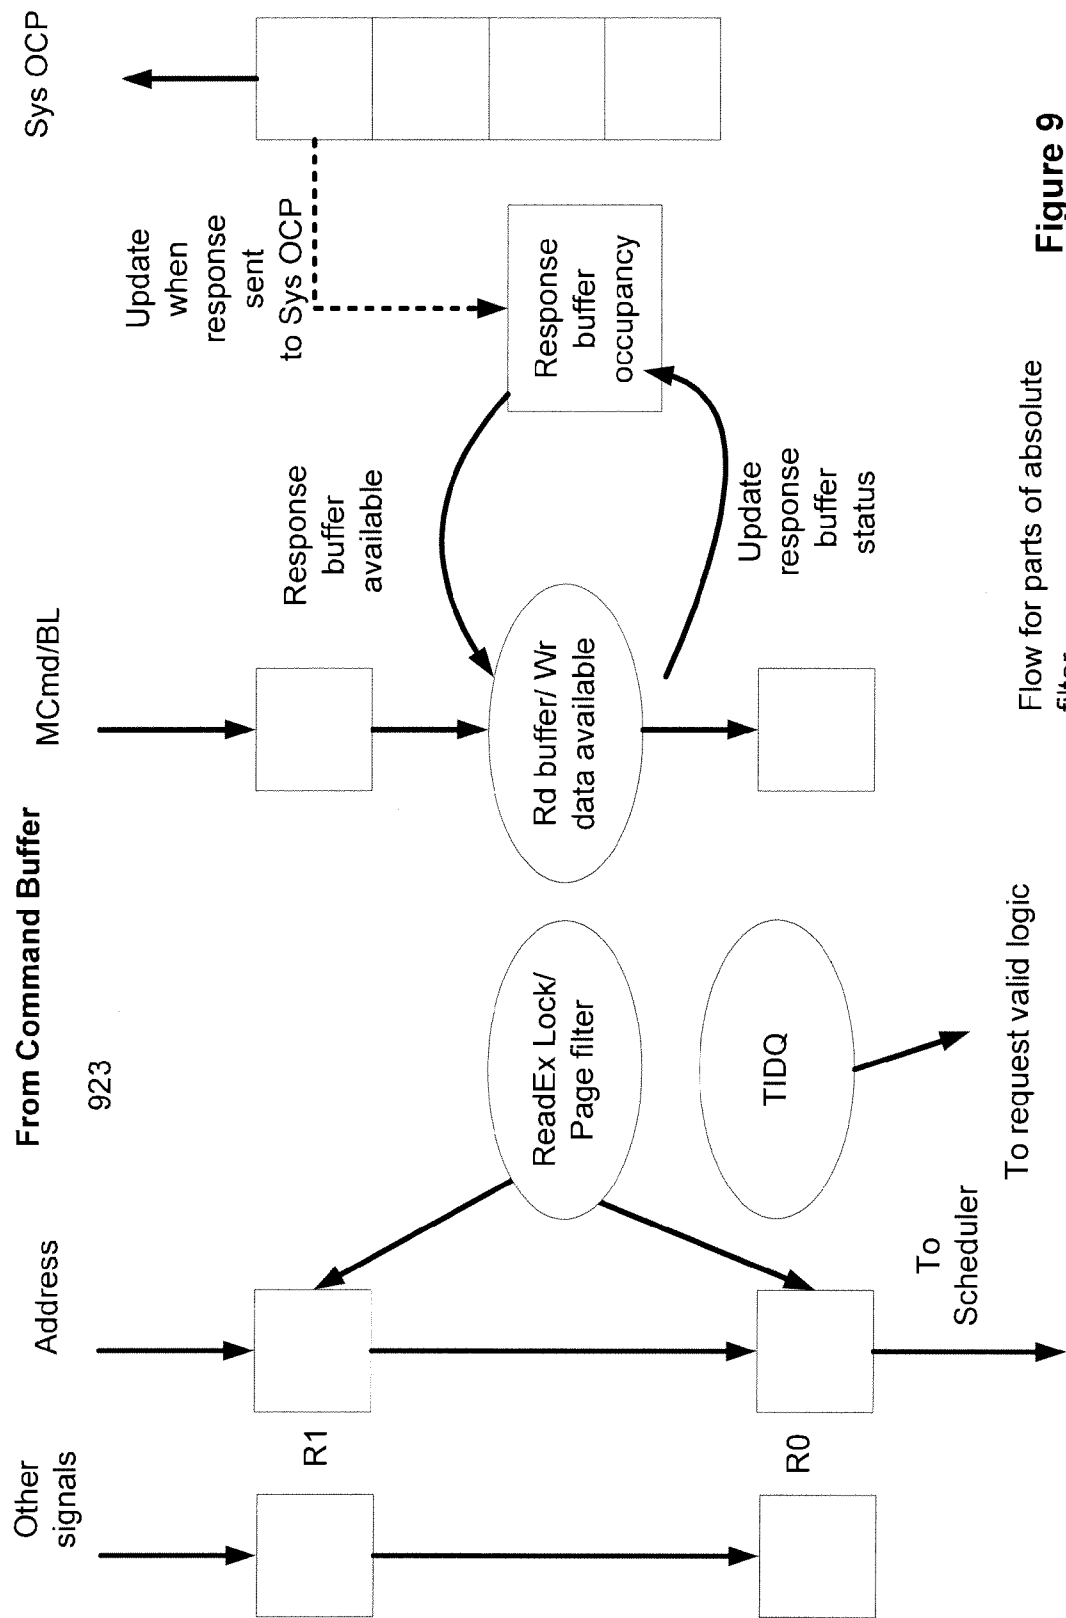 From Command Buffer
923
Other
signals
Address
MCmd/BL
Sys OCP
Update
when
response
sent
to Sys OCP
Response
buffer
available
R1
ReadEx Lock/
Page filter
Rd buffer/ Wr
data available
Response
buffer
occupancy
Update
response
buffer
status
R0
TIDQ
To
Scheduler
To request valid logic
Flow for parts of absolute
Figure 9